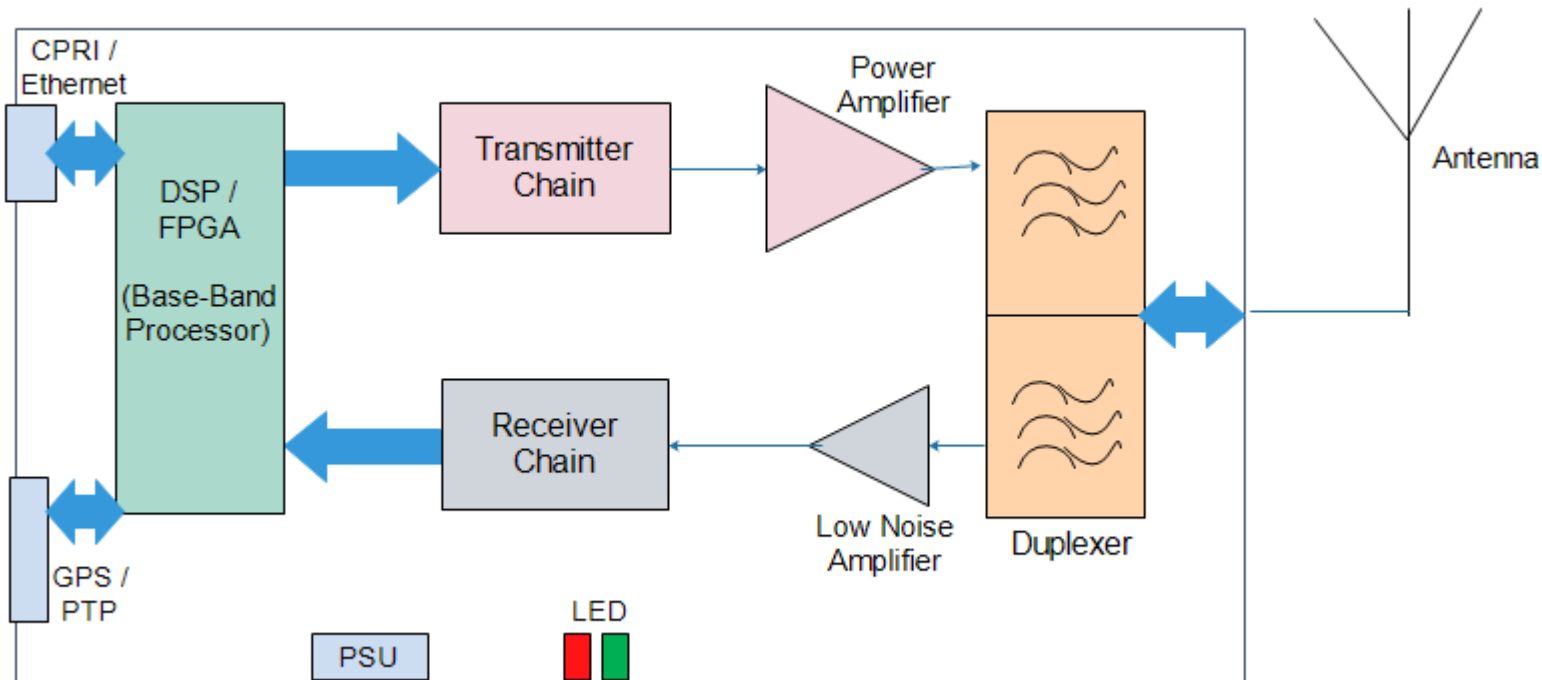 CPRI /
Ethernet
DSP /
FPGA
(Base-Band
Processor)
Transmitter
Chain
Power
Amplifier
Antenna
Receiver
Chain
Low Noise
Amplifier
Duplexer
GPS /
PTP
PSU
LED